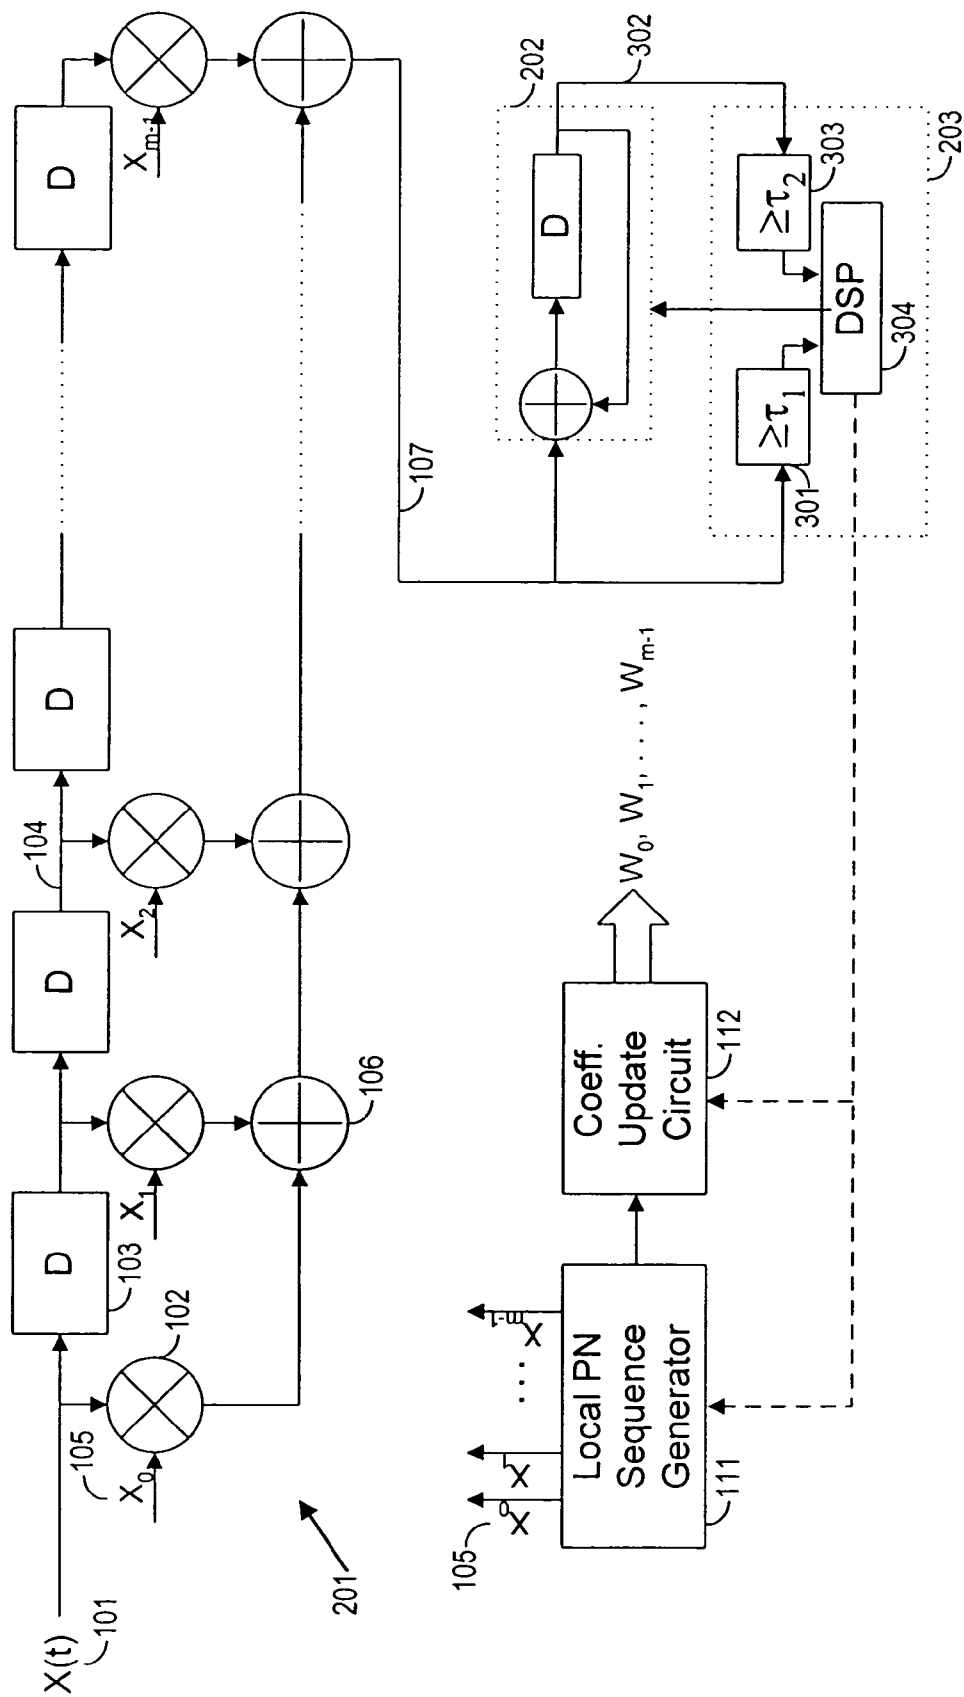 X(t)
101
105
X0
102
D
103
X1
106
D
104
X2
D
D
Xm-1
201
107
202
D
302
≥τ1
301
≥τ2
303
DSP
304
203
105
X0
X1
...
Xm-1
Local PN
Sequence
Generator
111
Coeff.
Update
Circuit
112
W0, W1, . . . . , Wm-1